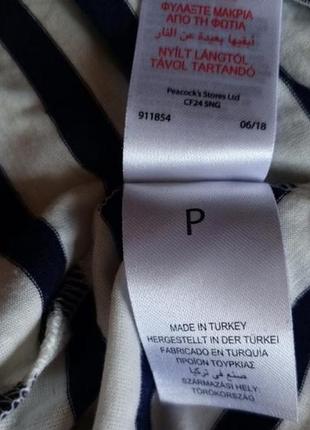 ΦΥΛΑΞΤΕ ΜΑΚΡΙΑ
ΑΠΟ ΤΗ ΦΩΤΙΑ
أبقيها بعيدة عن النار
NYÍLT LÁNGTÓL
TÁVOL TARTANDÓ
Peacock's Stores Ltd
CF24 5NG
911854 06/18
P
MADE IN TURKEY
HERGESTELLT IN DER TÜRKEI
FABRICADO EN TURQUÍA
ΠΡΟΪΟΝ ΤΟΥΡΚΙΑΣ
صنع في تركيا
SZÁRMAZÁSI HELY:
TÖRÖKORSZÁG